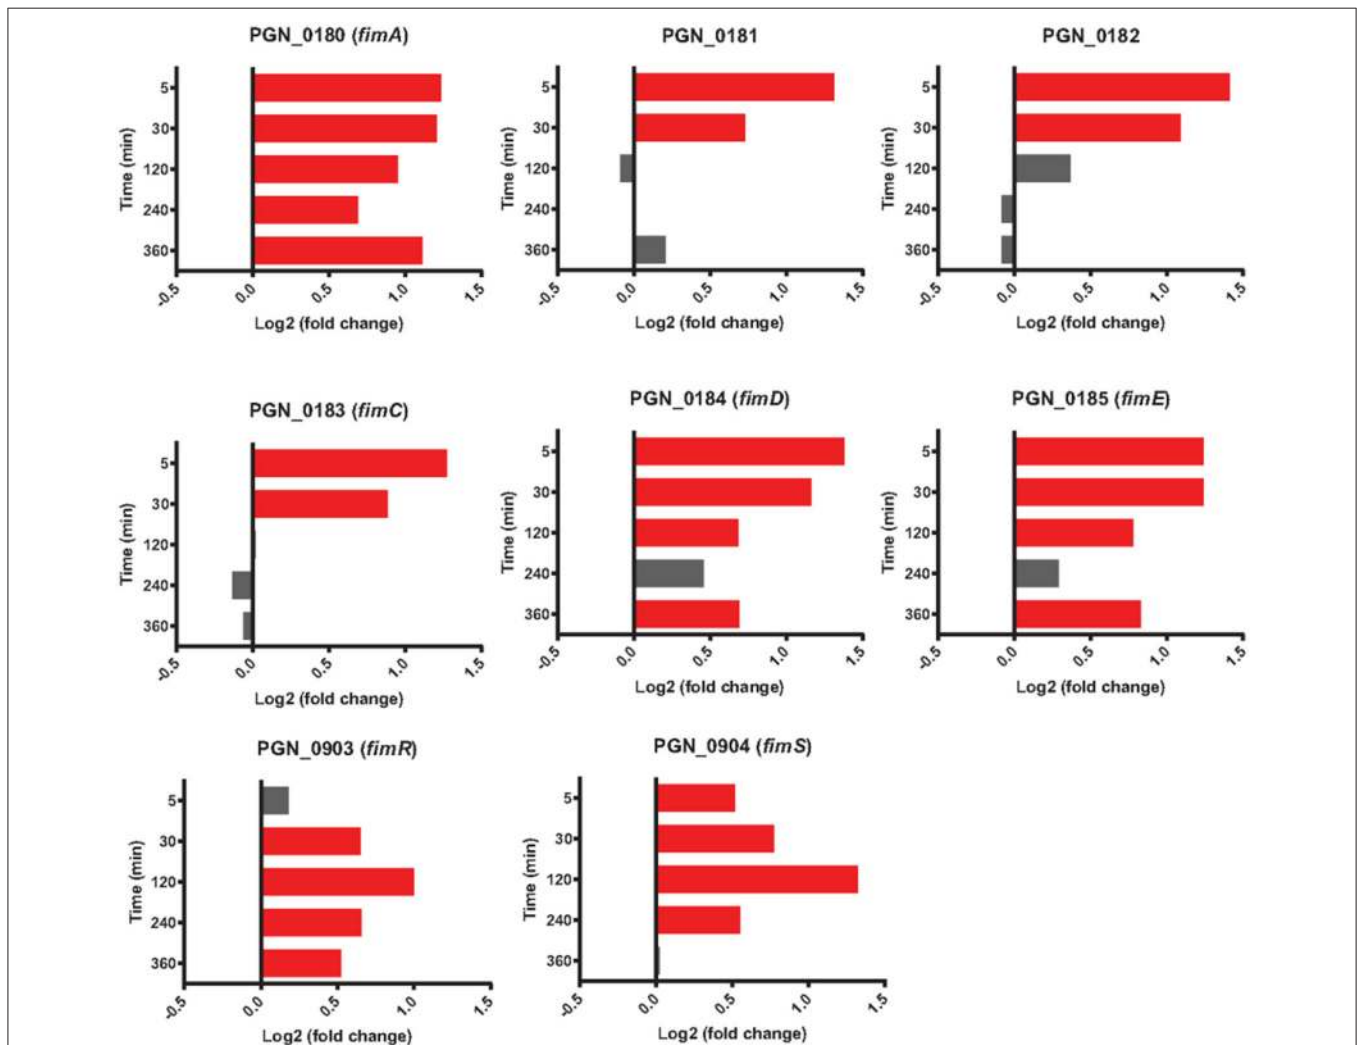 PGN_0180 (fimA)
Time (min)
5
30
120
240
360
-0.5 0.0 0.5 1.0 1.5
Log2 (fold change)
PGN_0181
Time (min)
5
30
120
240
360
-0.5 0.0 0.5 1.0 1.5
Log2 (fold change)
PGN_0182
Time (min)
5
30
120
240
360
-0.5 0.0 0.5 1.0 1.5
Log2 (fold change)
PGN_0183 (fimC)
Time (min)
5
30
120
240
360
-0.5 0.0 0.5 1.0 1.5
Log2 (fold change)
PGN_0184 (fimD)
Time (min)
5
30
120
240
360
-0.5 0.0 0.5 1.0 1.5
Log2 (fold change)
PGN_0185 (fimE)
Time (min)
5
30
120
240
360
-0.5 0.0 0.5 1.0 1.5
Log2 (fold change)
PGN_0903 (fimR)
Time (min)
5
30
120
240
360
-0.5 0.0 0.5 1.0 1.5
Log2 (fold change)
PGN_0904 (fimS)
Time (min)
5
30
120
240
360
-0.5 0.0 0.5 1.0 1.5
Log2 (fold change)